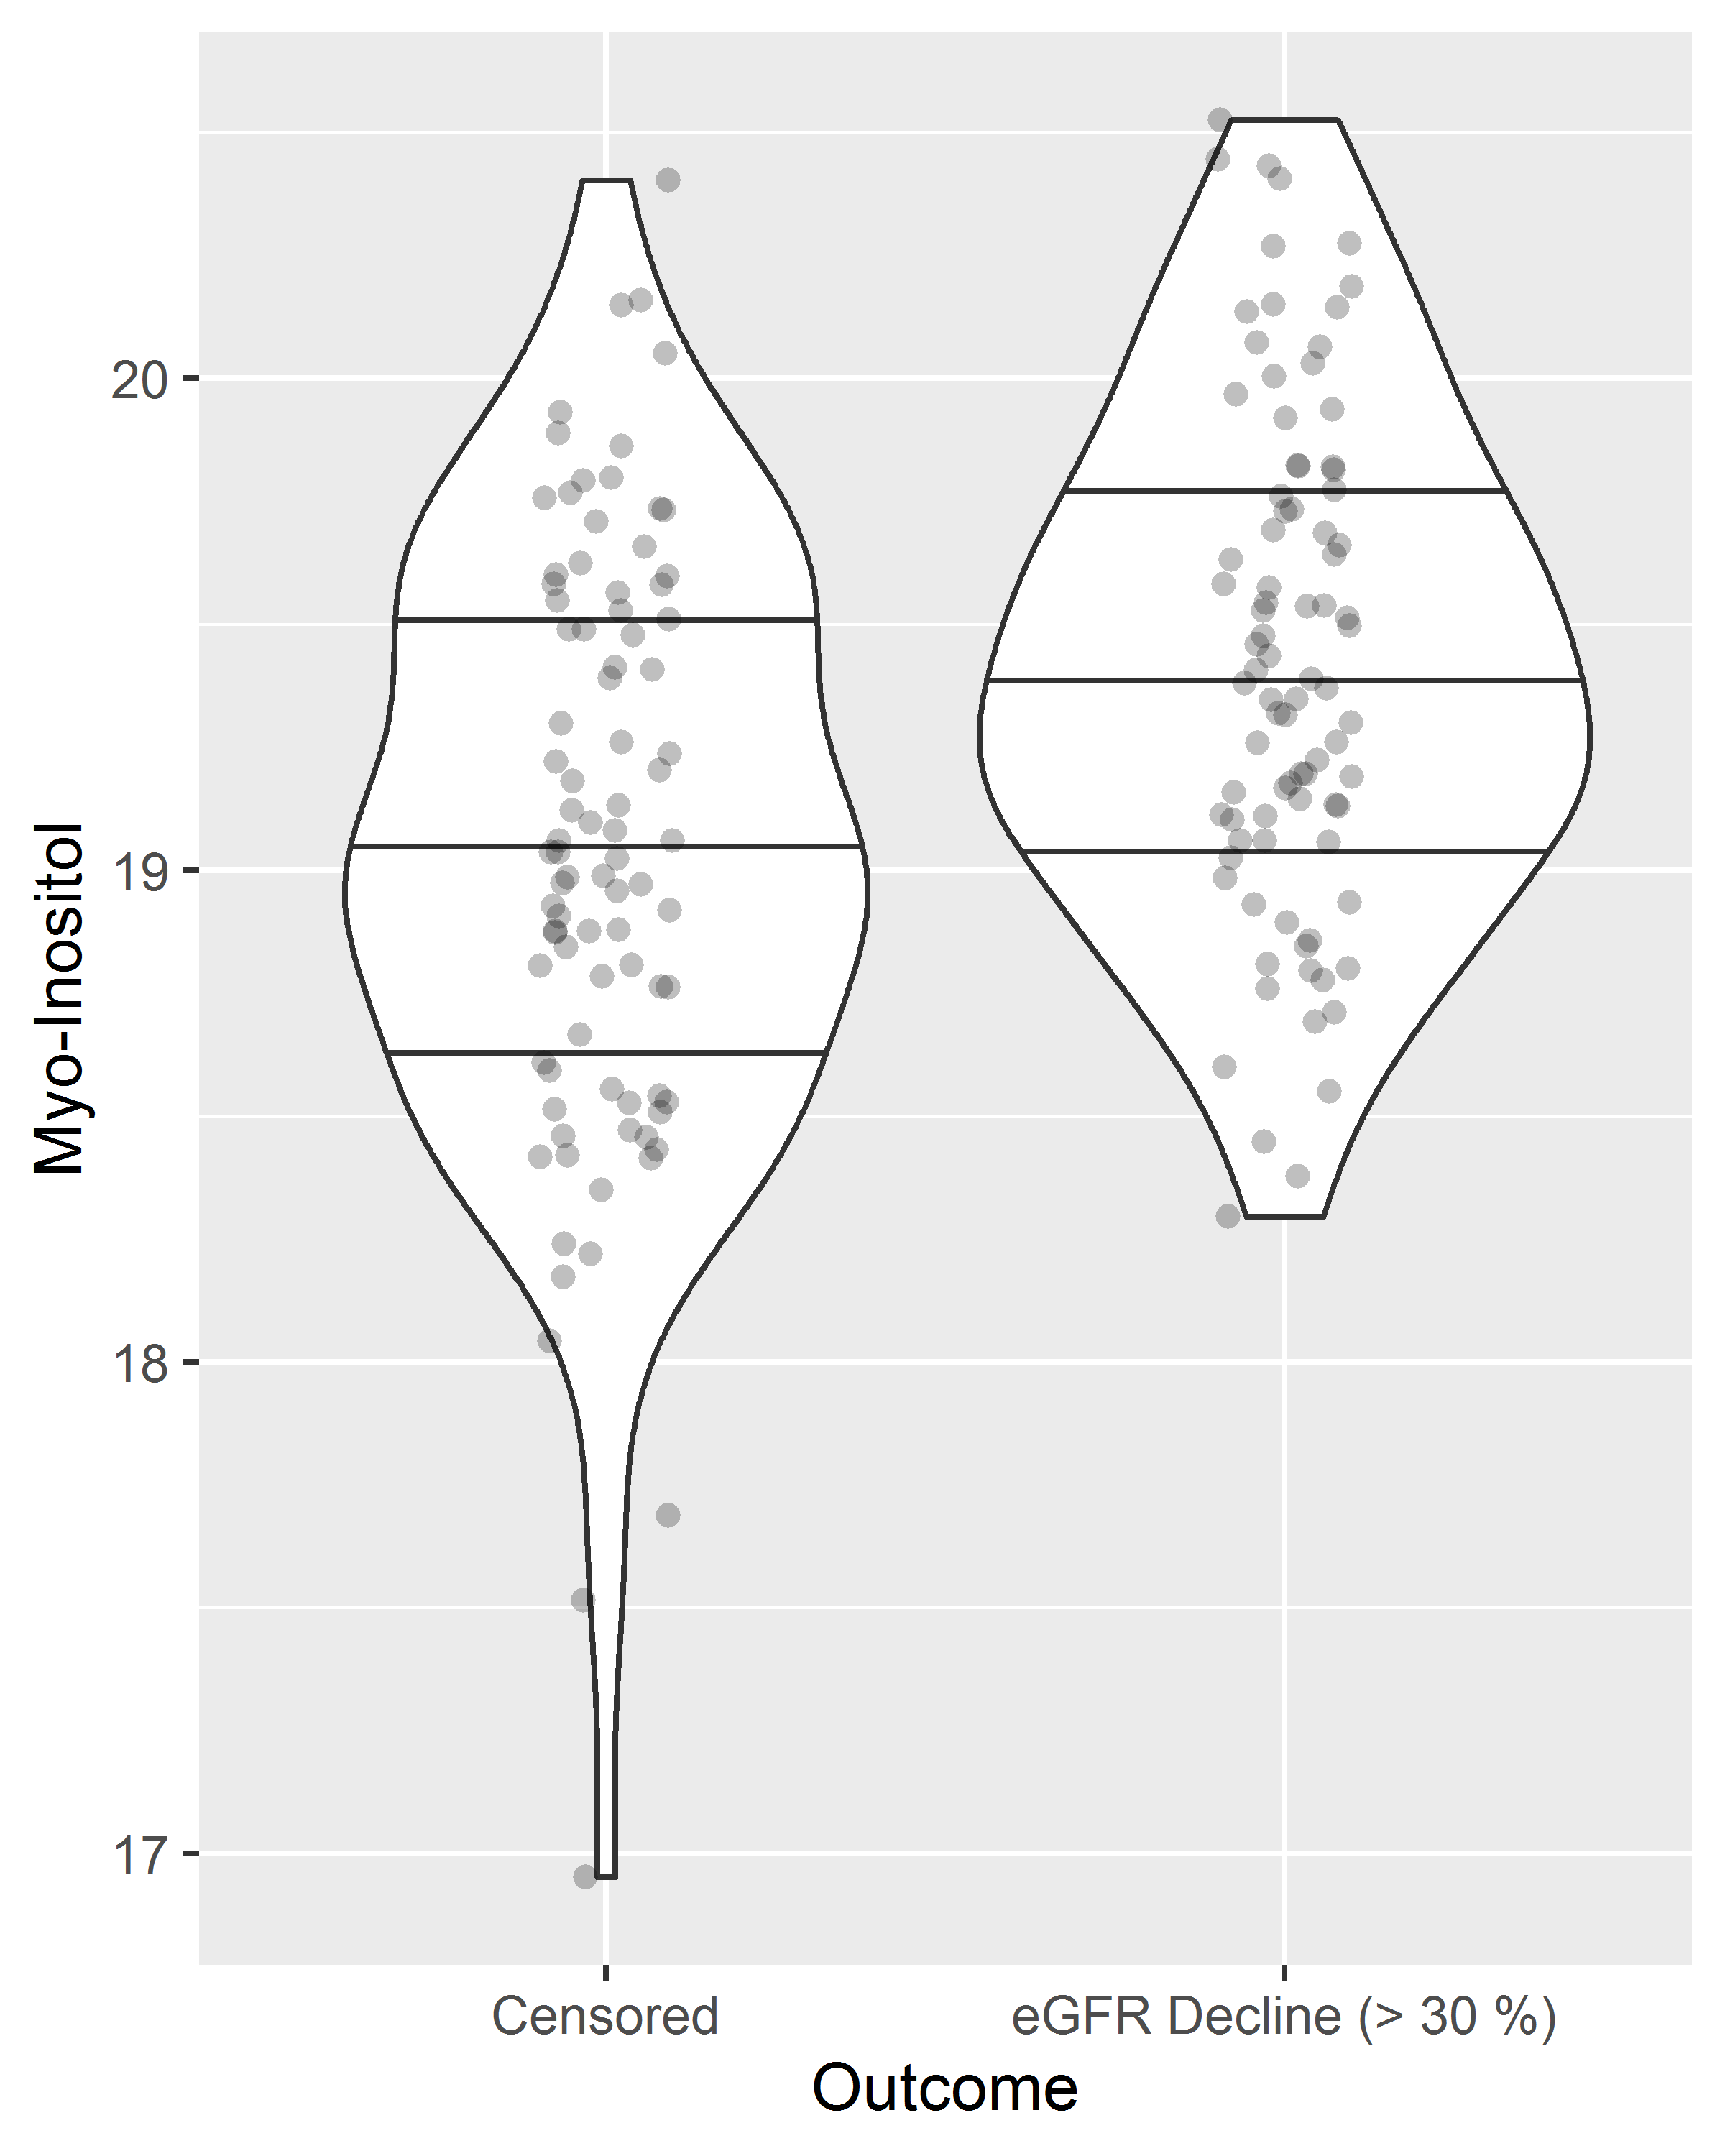 Myo-Inositol
20
19
18
17
Censored
eGFR Decline (> 30 %)
Outcome